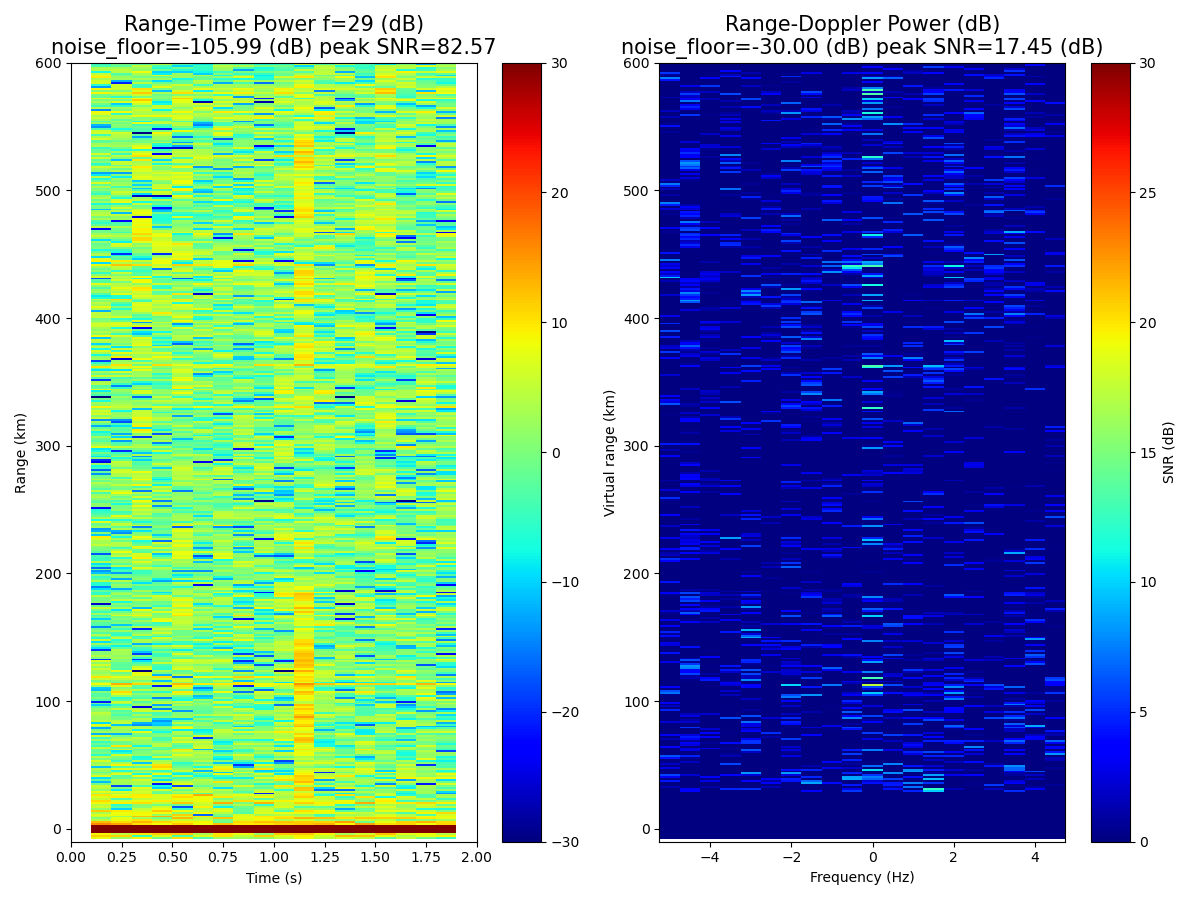 Range-Time Power f=29 (dB)
noise_floor=-105.99 (dB) peak SNR=82.57
Range (km)
600
500
400
300
200
100
0
0.00 0.25 0.50 0.75 1.00 1.25 1.50 1.75 2.00
Time (s)
30
20
10
0
−10
−20
−30
Range-Doppler Power (dB)
noise_floor=-30.00 (dB) peak SNR=17.45 (dB)
Virtual range (km)
600
500
400
300
200
100
0
−4 −2 0 2 4
Frequency (Hz)
30
25
20
15
10
5
0
SNR (dB)